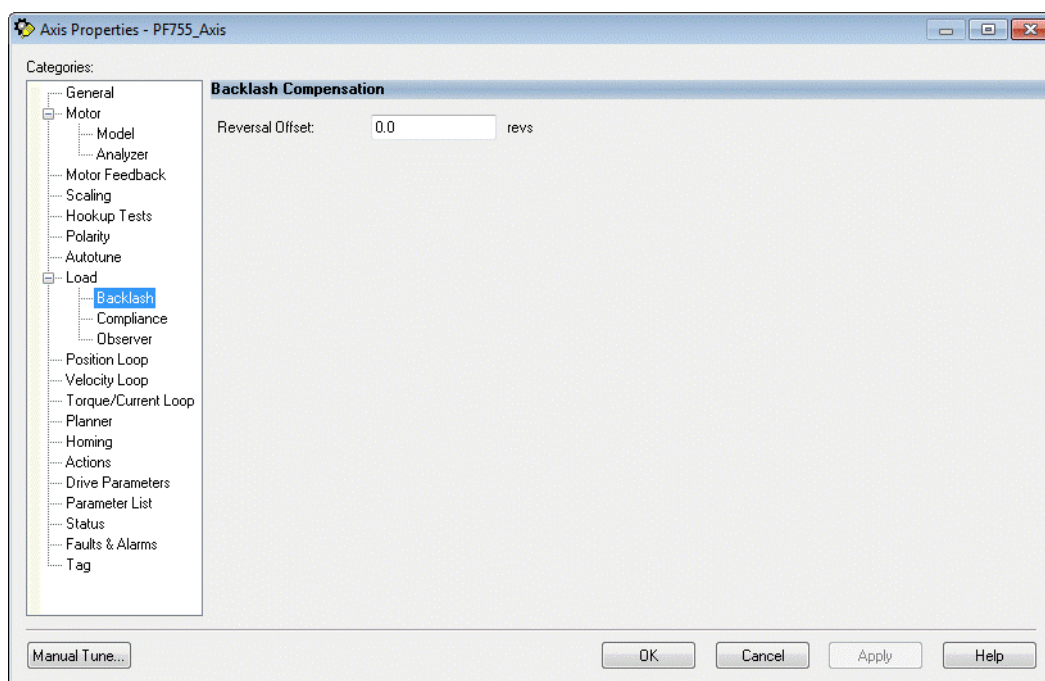 Axis Properties - PF755_Axis
Categories:
General
Motor
Model
Analyzer
Motor Feedback
Scaling
Hookup Tests
Polarity
Autotune
Load
Backlash
Compliance
Observer
Position Loop
Velocity Loop
Torque/Current Loop
Planner
Homing
Actions
Drive Parameters
Parameter List
Status
Faults & Alarms
Tag
Backlash Compensation
Reversal Offset: 0.0 revs
Manual Tune... OK Cancel Apply Help